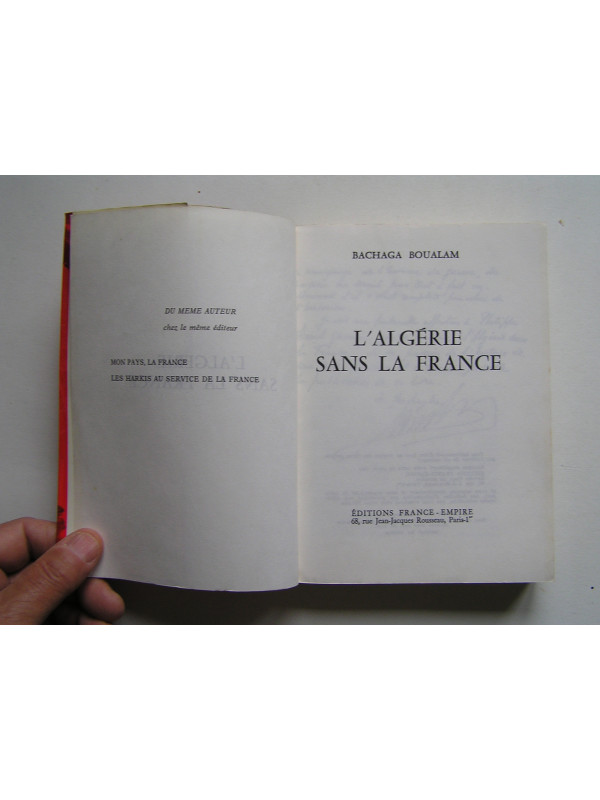 DU MEME AUTEUR
chez le même éditeur
MON PAYS, LA FRANCE
LES HARKIS AU SERVICE DE LA FRANCE
BACHAGA BOUALAM
L'ALGÉRIE
SANS LA FRANCE
ÉDITIONS FRANCE-EMPIRE
68, rue Jean-Jacques Rousseau, Paris-1er